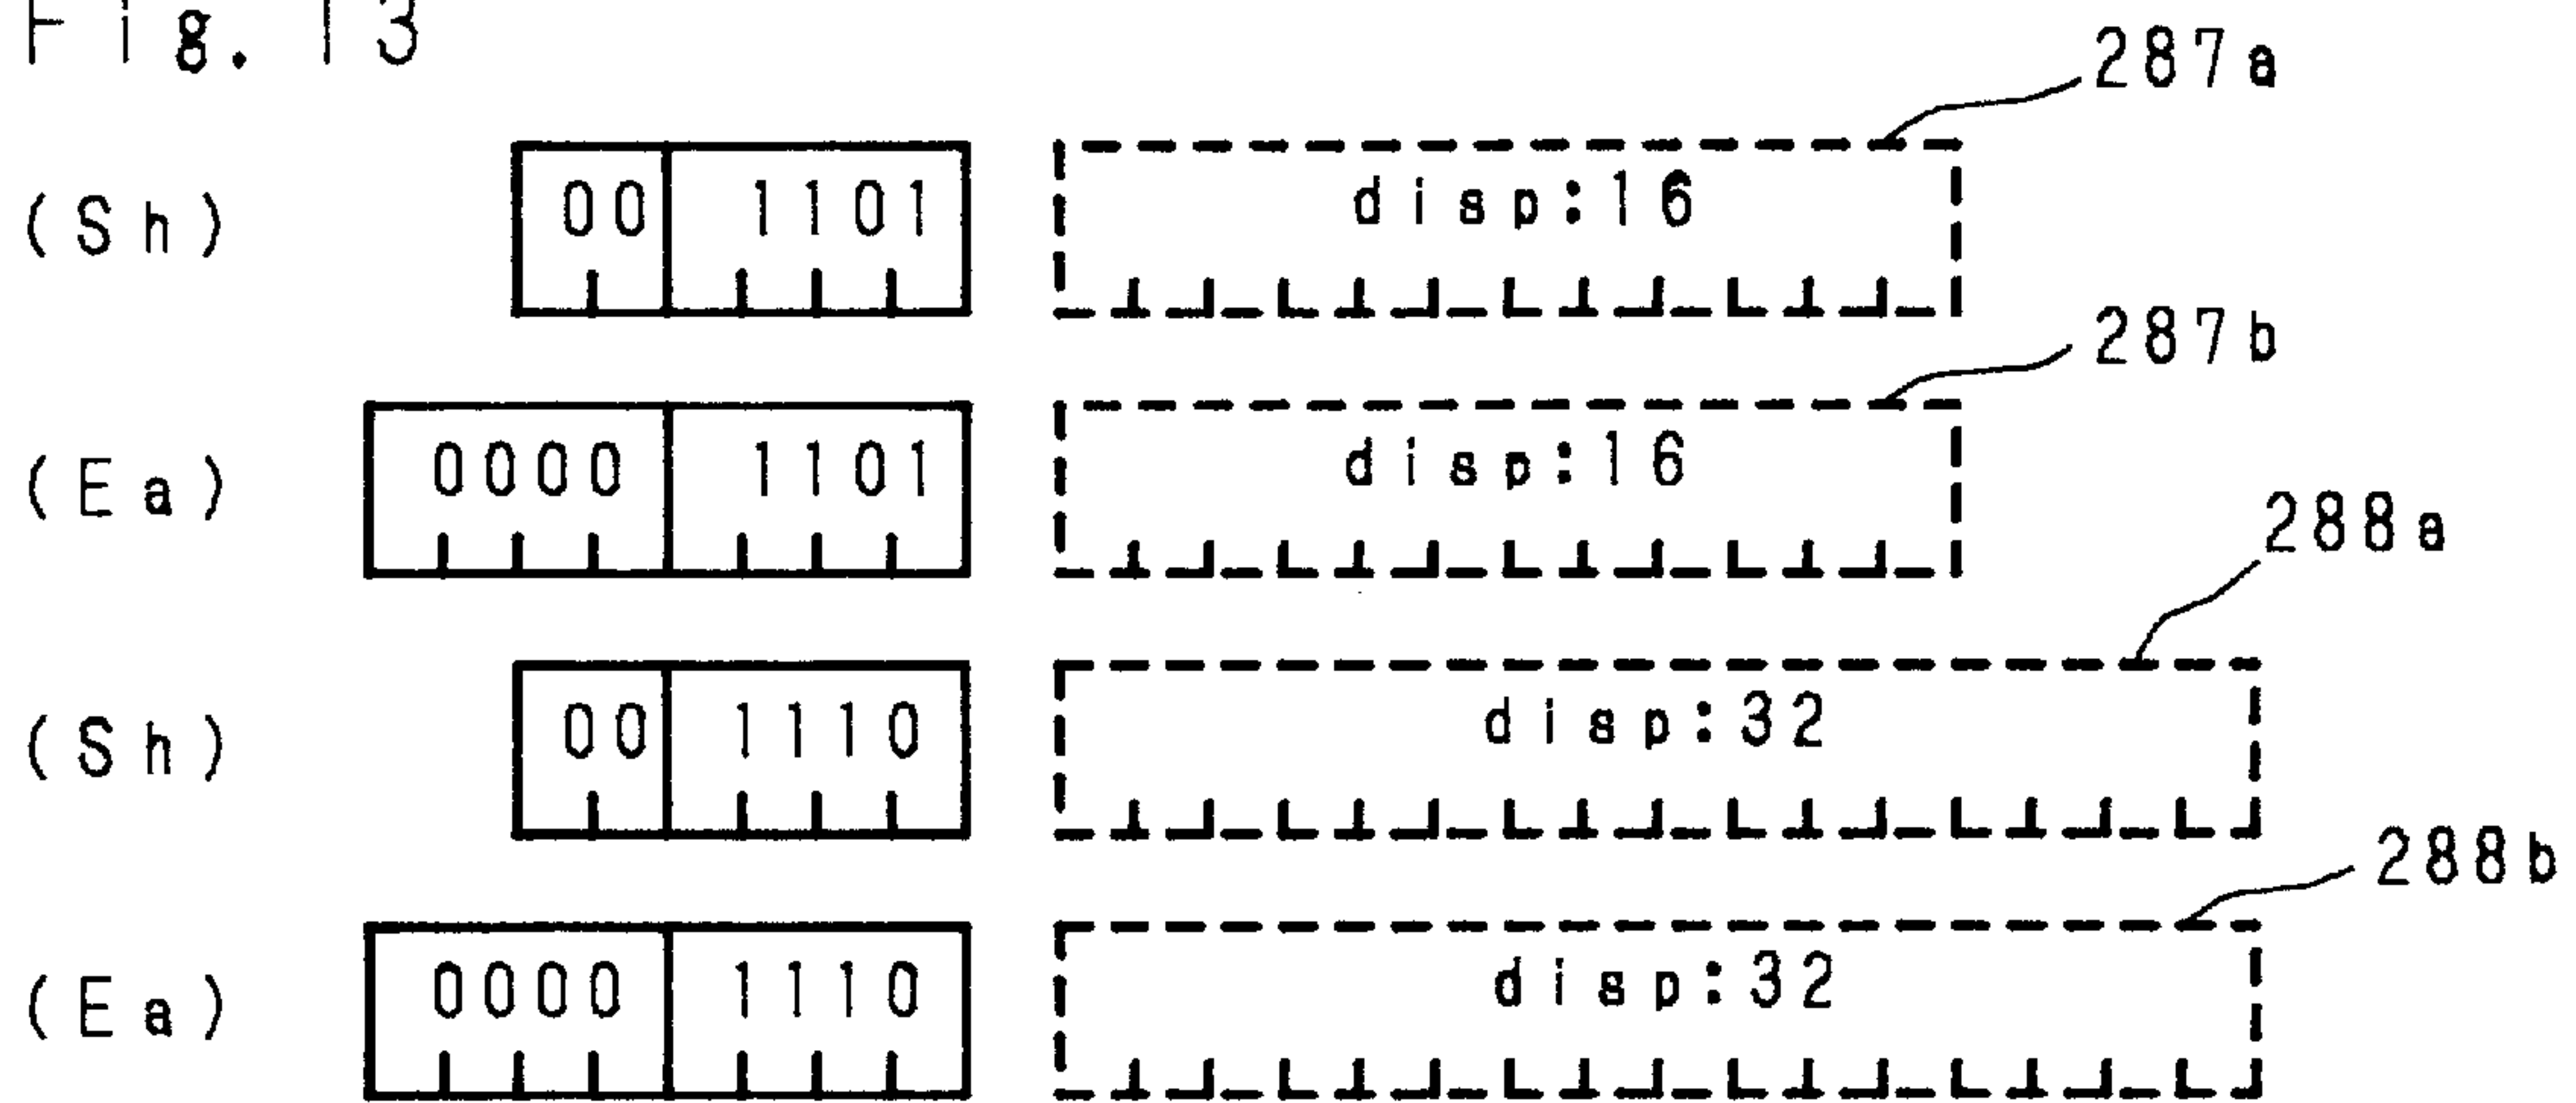 Fig. 13
287a
(Sh) 00 1101 disp:16
287b
(Ea) 0000 1101 disp:16
288a
(Sh) 00 1110 disp:32
288b
(Ea) 0000 1110 disp:32